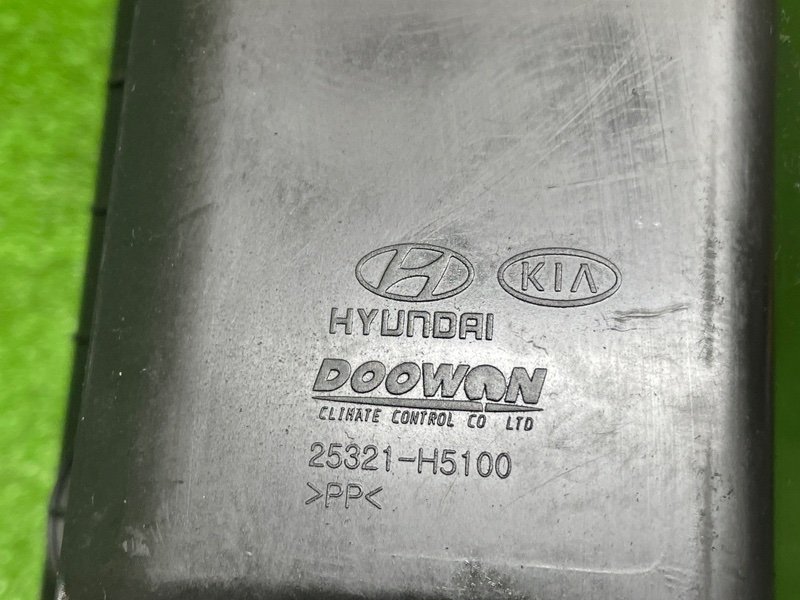 KIA
HYUNDAI
DOOWON
CLIMATE CONTROL CO LTD
25321-H5100
>PP<